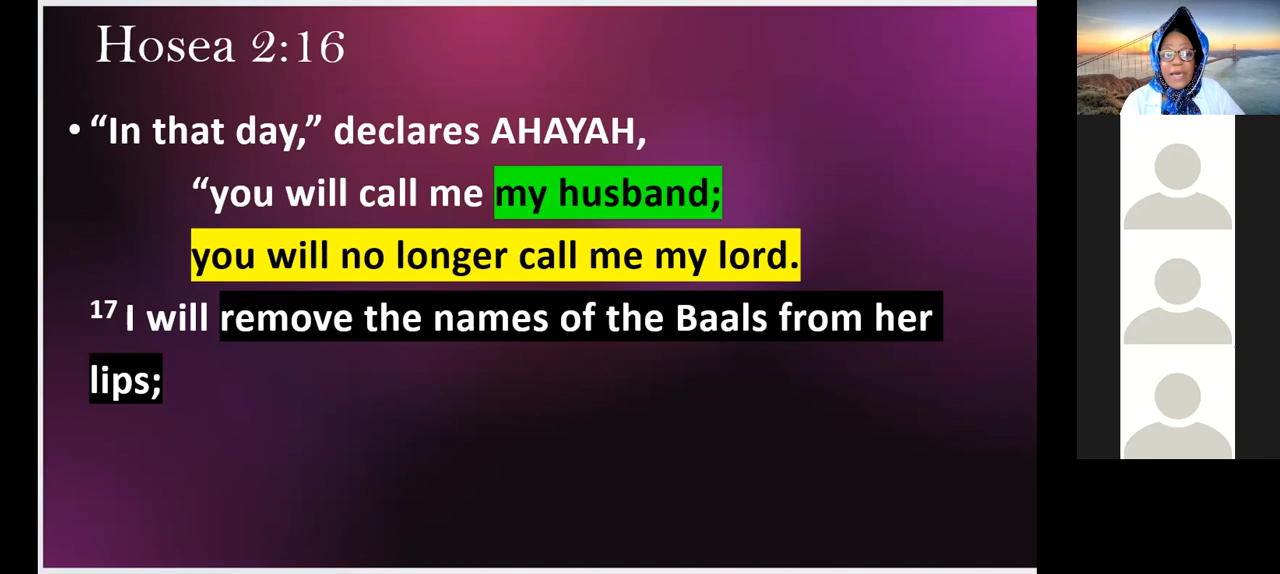 Hosea 2:16
• “In that day,” declares AHAYAH,
“you will call me my husband;
you will no longer call me my lord.
17 I will remove the names of the Baals from her
lips;